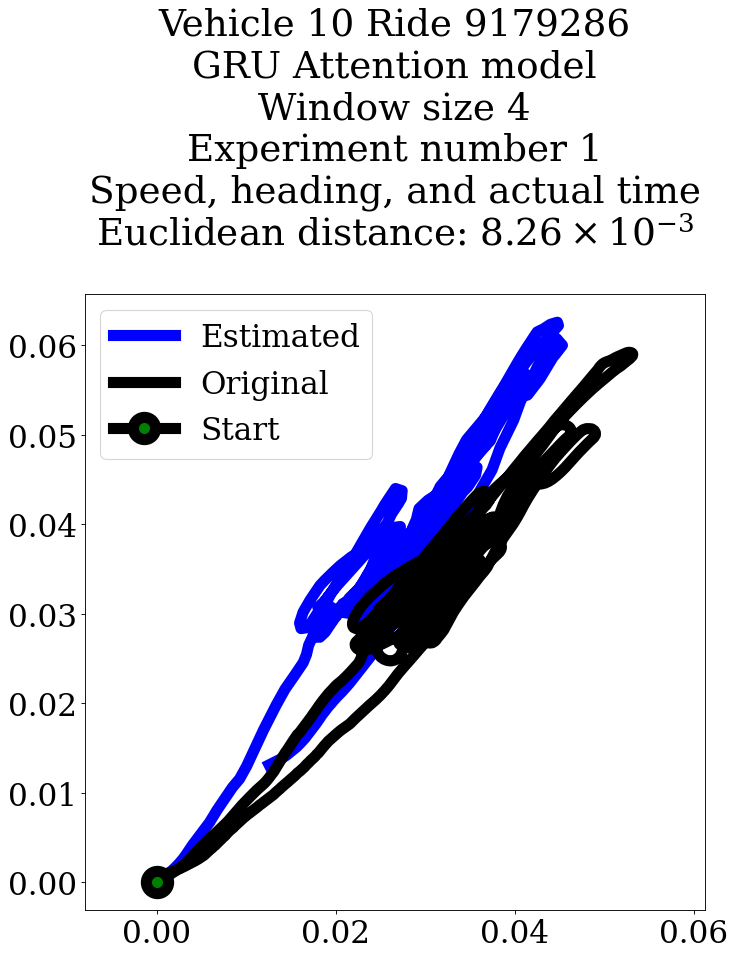 Vehicle 10 Ride 9179286
GRU Attention model
Window size 4
Experiment number 1
Speed, heading, and actual time
Euclidean distance: 8.26 × 10⁻³
Estimated
Original
Start
0.06
0.05
0.04
0.03
0.02
0.01
0.00
0.00 0.02 0.04 0.06